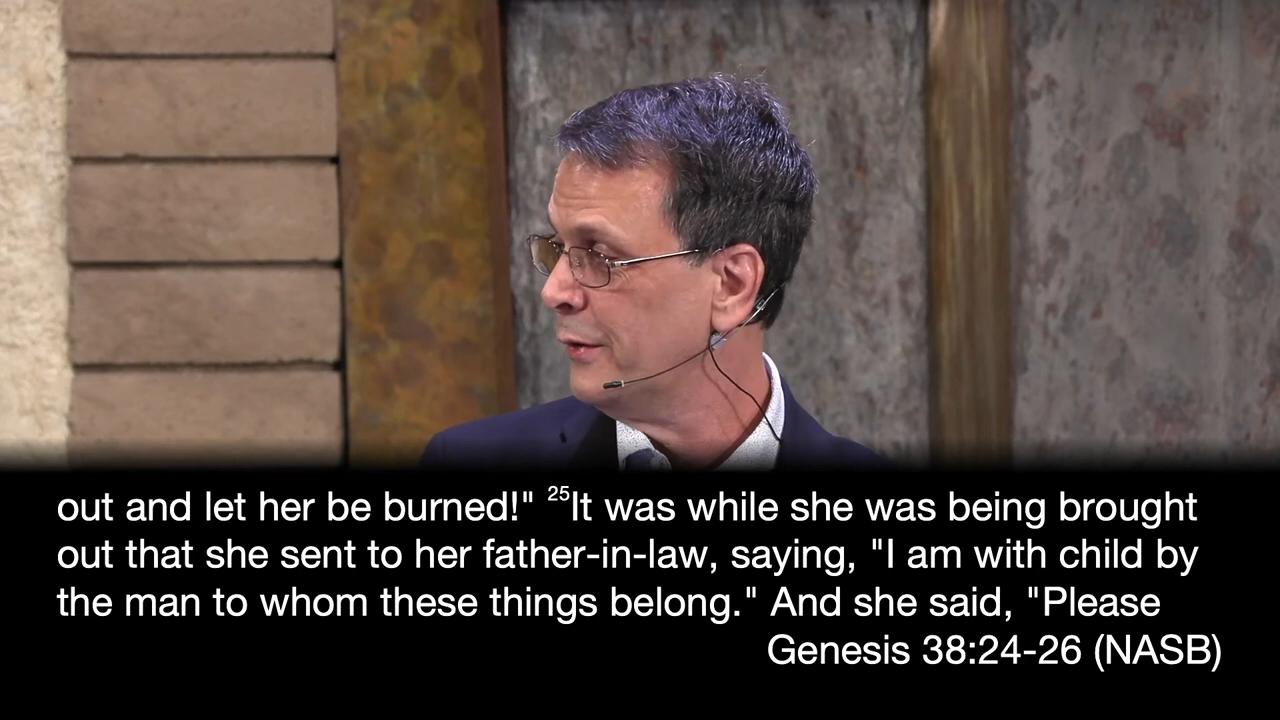 out and let her be burned!" 25It was while she was being brought
out that she sent to her father-in-law, saying, "I am with child by
the man to whom these things belong." And she said, "Please
Genesis 38:24-26 (NASB)